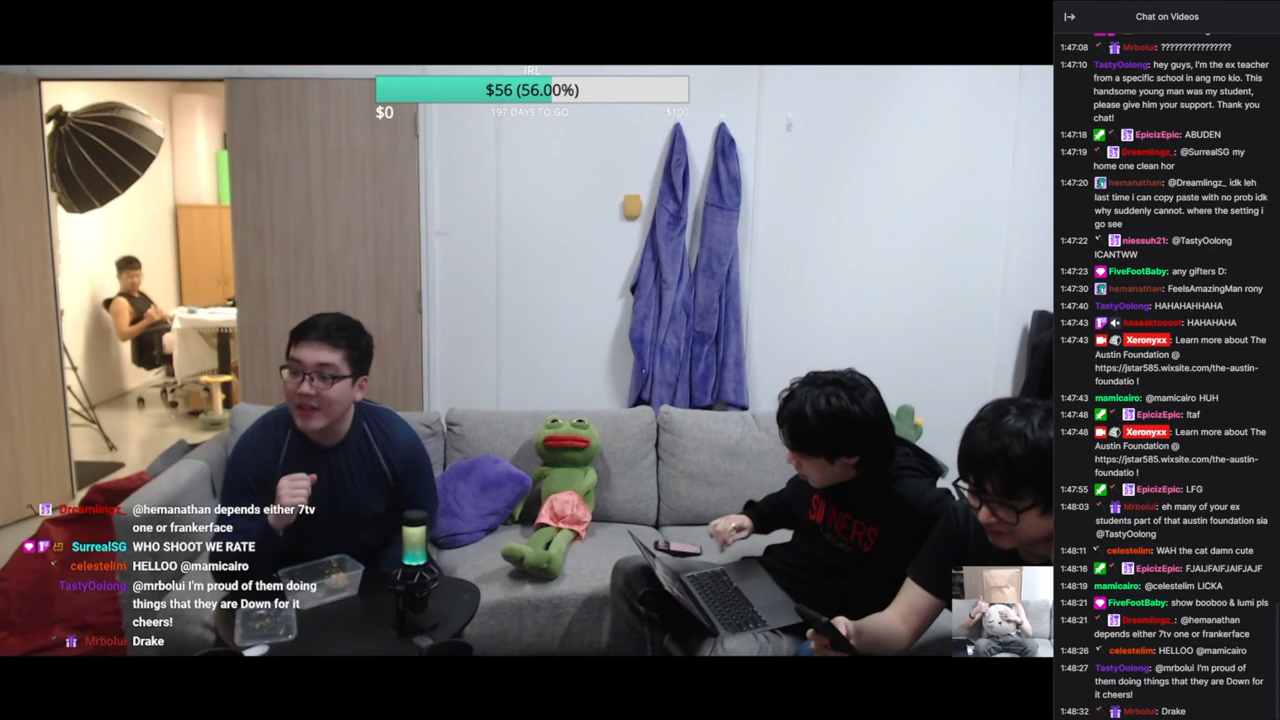 IRL
$56 (56.00%)
$0
197 DAYS TO GO
$100
SINNERS
Dreamlingz_ @hemanathan depends either 7tv
one or frankerface
SurrealSG WHO SHOOT WE RATE
celestelim HELLOO @mamicairo
TastyOolong @mrbolui I'm proud of them doing
things that they are Down for it
cheers!
Mrbolui Drake
Chat on Videos
1:47:08 Mrbolui: ????????????????
1:47:10 TastyOolong: hey guys, I'm the ex teacher
from a specific school in ang mo kio. This
handsome young man was my student,
please give him your support. Thank you
chat!
1:47:18 EpicizEpic: ABUDEN
1:47:19 Dreamlingz_: @SurrealSG my
home one clean hor
1:47:20 hemanathan: @Dreamlingz_ idk leh
last time i can copy paste with no prob idk
why suddenly cannot. where the setting i
go see
1:47:22 niessuh21: @TastyOolong
ICANTWW
1:47:23 FiveFootBaby: any gifters D:
1:47:30 hemanathan: FeelsAmazingMan rony
1:47:40 TastyOolong: HAHAHAHHAHA
1:47:43 haaaaktoooot: HAHAHAHA
1:47:43 Xeronyxx: Learn more about The
Austin Foundation @
https://jstar585.wixsite.com/the-austin-
foundatio !
1:47:43 mamicairo: @mamicairo HUH
1:47:48 EpicizEpic: !taf
1:47:48 Xeronyxx: Learn more about The
Austin Foundation @
https://jstar585.wixsite.com/the-austin-
foundatio !
1:47:55 EpicizEpic: LFG
1:48:03 Mrbolui: eh many of your ex
students part of that austin foundation sia
@TastyOolong
1:48:11 celestelim: WAH the cat damn cute
1:48:16 EpicizEpic: FJAIJFAIFJAIFJAJF
1:48:19 mamicairo: @celestelim LICKA
1:48:21 FiveFootBaby: show booboo & lumi pls
1:48:21 Dreamlingz_: @hemanathan
depends either 7tv one or frankerface
1:48:26 celestelim: HELLOO @mamicairo
1:48:27 TastyOolong: @mrbolui I'm proud of
them doing things that they are Down for
it cheers!
1:48:32 Mrbolui: Drake